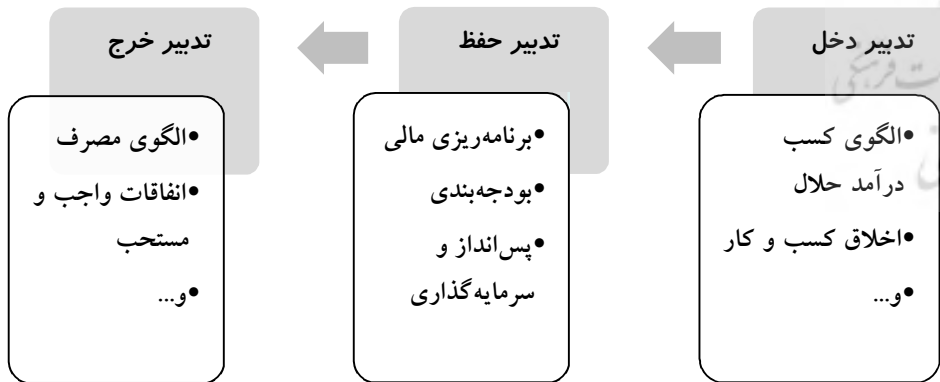 تدبیر دخل
•الگوی کسب
درآمد حلال
•اخلاق کسب و کار
•و...
تدبیر حفظ
•برنامه‌ریزی مالی
•بودجه‌بندی
•پس‌انداز و
سرمایه‌گذاری
تدبیر خرج
•الگوی مصرف
•انفاقات واجب و
مستحب
•و...